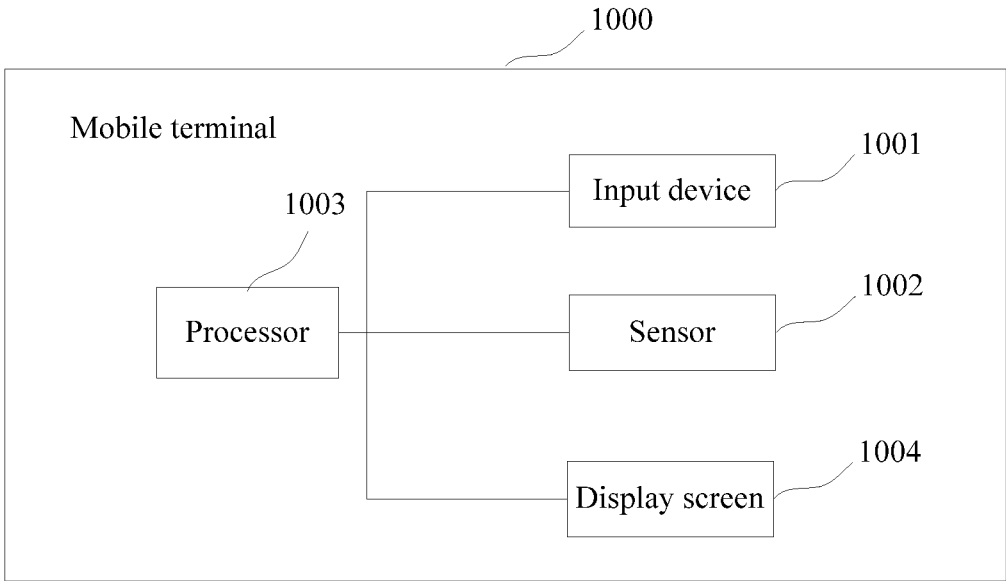 1000
Mobile terminal
1001
Input device
1003
Processor
1002
Sensor
1004
Display screen